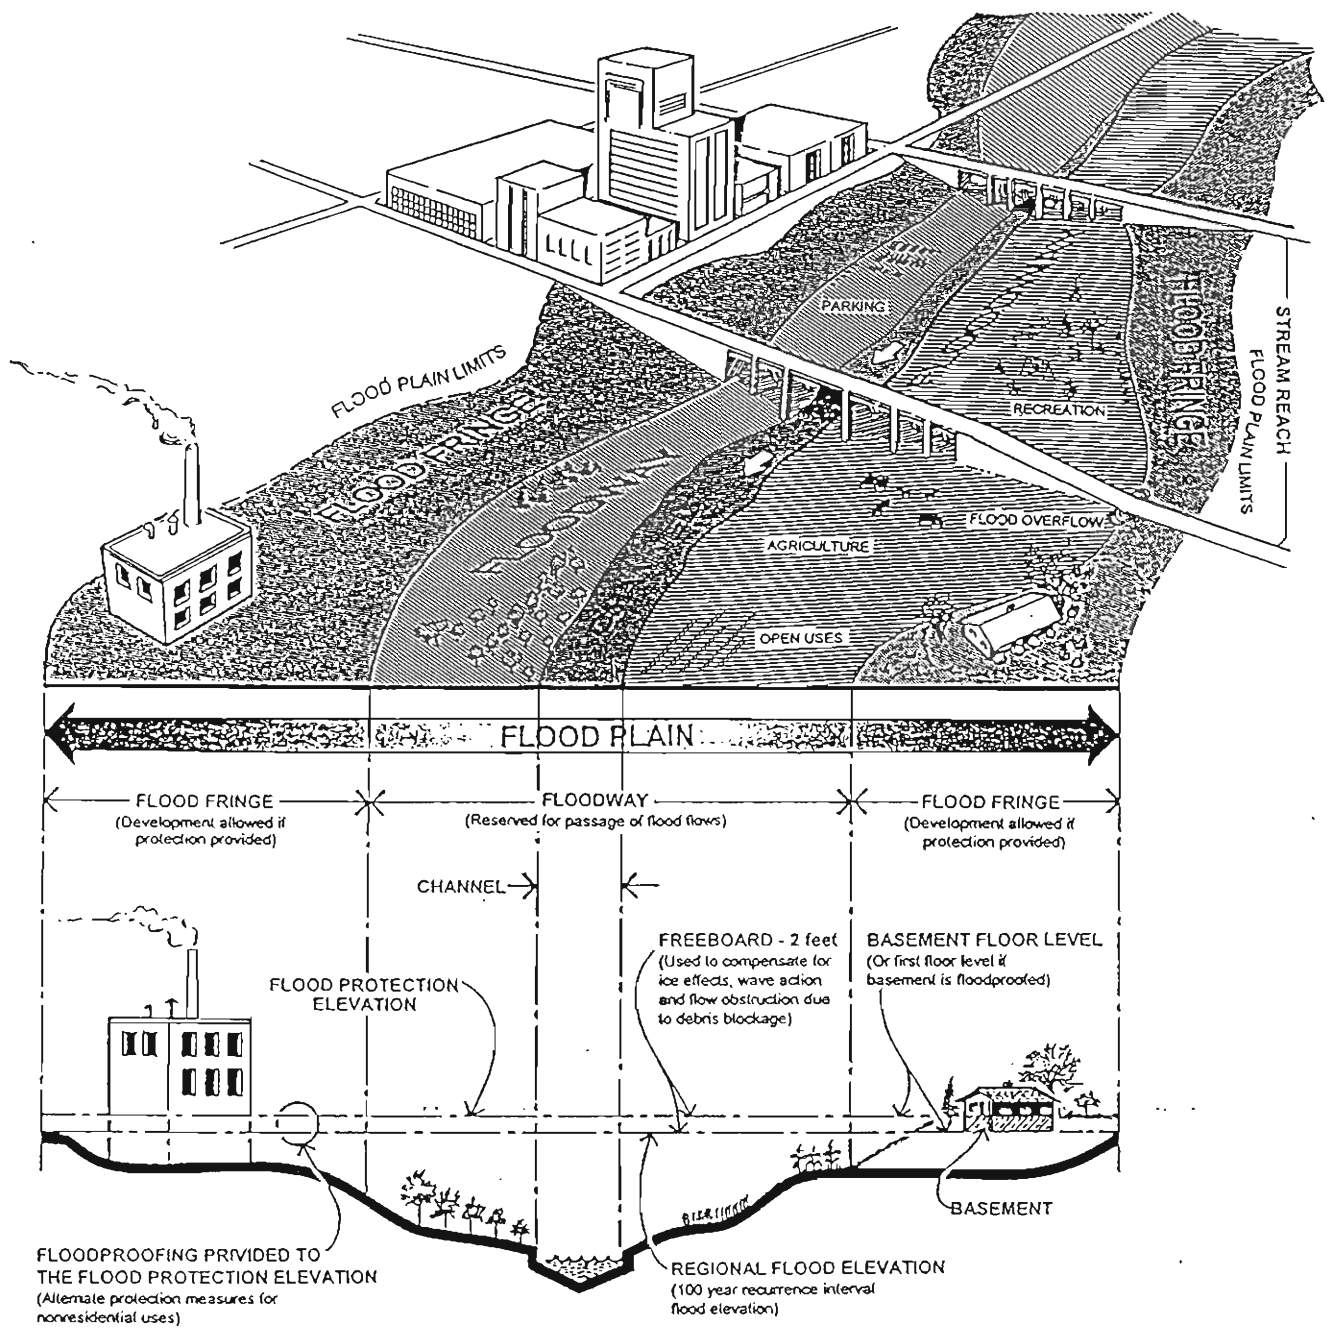 PARKING
FLOOD PLAIN LIMITS
FLOOD FRINGE
STREAM REACH
FLOOD PLAIN LIMITS
FLOOD FRINGE
RECREATION
FLOOD OVERFLOW
AGRICULTURE
OPEN USES
FLOOD PLAIN
FLOOD FRINGE
(Development allowed if
protection provided)
FLOODWAY
(Reserved for passage of flood flows)
FLOOD FRINGE
(Development allowed if
protection provided)
CHANNEL
FREEBOARD - 2 feet
(Used to compensate for
ice effects, wave action
and flow obstruction due
to debris blockage)
BASEMENT FLOOR LEVEL
(Or first floor level if
basement is floodproofed)
FLOOD PROTECTION
ELEVATION
BASEMENT
FLOODPROOFING PRIVIDED TO
THE FLOOD PROTECTION ELEVATION
(Alternate protection measures for
nonresidential uses)
REGIONAL FLOOD ELEVATION
(100 year recurrence interval
flood elevation)